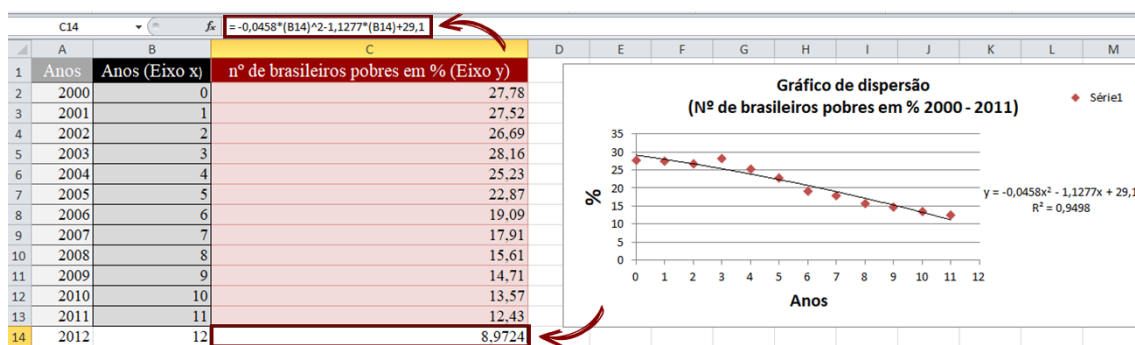 C14 fx = -0,0458*(B14)^2-1,1277*(B14)+29,1
A B C D E F G H I J K L M
1 Anos Anos (Eixo x) nº de brasileiros pobres em % (Eixo y)
2 2000 0 27,78
3 2001 1 27,52
4 2002 2 26,69
5 2003 3 28,16
6 2004 4 25,23
7 2005 5 22,87
8 2006 6 19,09
9 2007 7 17,91
10 2008 8 15,61
11 2009 9 14,71
12 2010 10 13,57
13 2011 11 12,43
14 2012 12 8,9724
Gráfico de dispersão
(Nº de brasileiros pobres em % 2000 - 2011)
Série1
35
30
25
20
15
10
5
0
%
y = -0,0458x² - 1,1277x + 29,1
R² = 0,9498
0 1 2 3 4 5 6 7 8 9 10 11 12
Anos